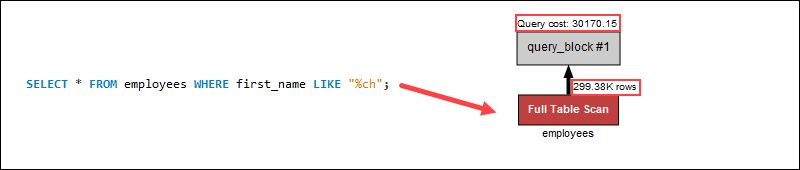 Query cost: 30170.15
query_block #1
SELECT * FROM employees WHERE first_name LIKE "%ch";
299.38K rows
Full Table Scan
employees